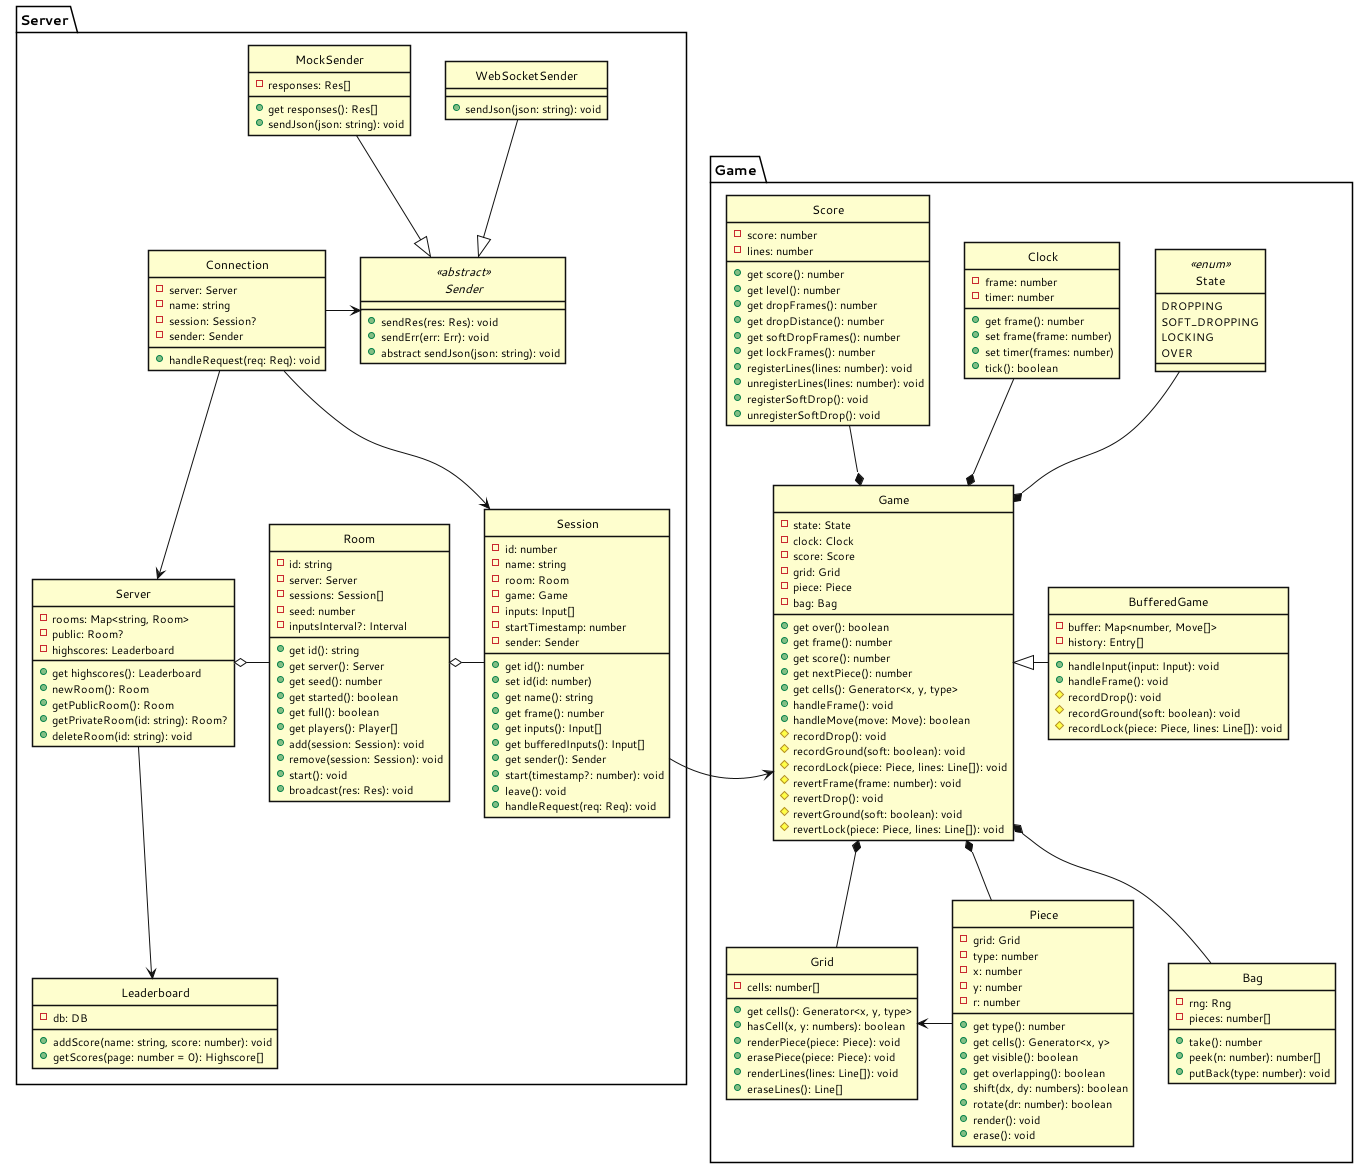 Server
MockSender
responses: Res[]
get responses(): Res[]
sendJson(json: string): void
WebSocketSender
sendJson(json: string): void
Connection
server: Server
name: string
session: Session?
sender: Sender
handleRequest(req: Req): void
«abstract»
Sender
sendRes(res: Res): void
sendErr(err: Err): void
abstract sendJson(json: string): void
Room
id: string
server: Server
sessions: Session[]
seed: number
inputsInterval?: Interval
get id(): string
get server(): Server
get seed(): number
get started(): boolean
get full(): boolean
get players(): Player[]
add(session: Session): void
remove(session: Session): void
start(): void
broadcast(res: Res): void
Session
id: number
name: string
room: Room
game: Game
inputs: Input[]
startTimestamp: number
sender: Sender
get id(): number
set id(id: number)
get name(): string
get frame(): number
get inputs(): Input[]
get bufferedInputs(): Input[]
get sender(): Sender
start(timestamp?: number): void
leave(): void
handleRequest(req: Req): void
Server
rooms: Map<string, Room>
public: Room?
highscores: Leaderboard
get highscores(): Leaderboard
newRoom(): Room
getPublicRoom(): Room
getPrivateRoom(id: string): Room?
deleteRoom(id: string): void
Leaderboard
db: DB
addScore(name: string, score: number): void
getScores(page: number = 0): Highscore[]
Game
Score
score: number
lines: number
get score(): number
get level(): number
get dropFrames(): number
get dropDistance(): number
get softDropFrames(): number
get lockFrames(): number
registerLines(lines: number): void
unregisterLines(lines: number): void
registerSoftDrop(): void
unregisterSoftDrop(): void
Clock
frame: number
timer: number
get frame(): number
set frame(frame: number)
set timer(frames: number)
tick(): boolean
«enum»
State
DROPPING
SOFT_DROPPING
LOCKING
OVER
Game
state: State
clock: Clock
score: Score
grid: Grid
piece: Piece
bag: Bag
get over(): boolean
get frame(): number
get score(): number
get nextPiece(): number
get cells(): Generator<x, y, type>
handleFrame(): void
handleMove(move: Move): boolean
recordDrop(): void
recordGround(soft: boolean): void
recordLock(piece: Piece, lines: Line[]): void
revertFrame(frame: number): void
revertDrop(): void
revertGround(soft: boolean): void
revertLock(piece: Piece, lines: Line[]): void
BufferedGame
buffer: Map<number, Move[]>
history: Entry[]
handleInput(input: Input): void
handleFrame(): void
recordDrop(): void
recordGround(soft: boolean): void
recordLock(piece: Piece, lines: Line[]): void
Grid
cells: number[]
get cells(): Generator<x, y, type>
hasCell(x, y: numbers): boolean
renderPiece(piece: Piece): void
erasePiece(piece: Piece): void
renderLines(lines: Line[]): void
eraseLines(): Line[]
Piece
grid: Grid
type: number
x: number
y: number
r: number
get type(): number
get cells(): Generator<x, y>
get visible(): boolean
get overlapping(): boolean
shift(dx, dy: numbers): boolean
rotate(dr: number): boolean
render(): void
erase(): void
Bag
rng: Rng
pieces: number[]
take(): number
peek(n: number): number[]
putBack(type: number): void